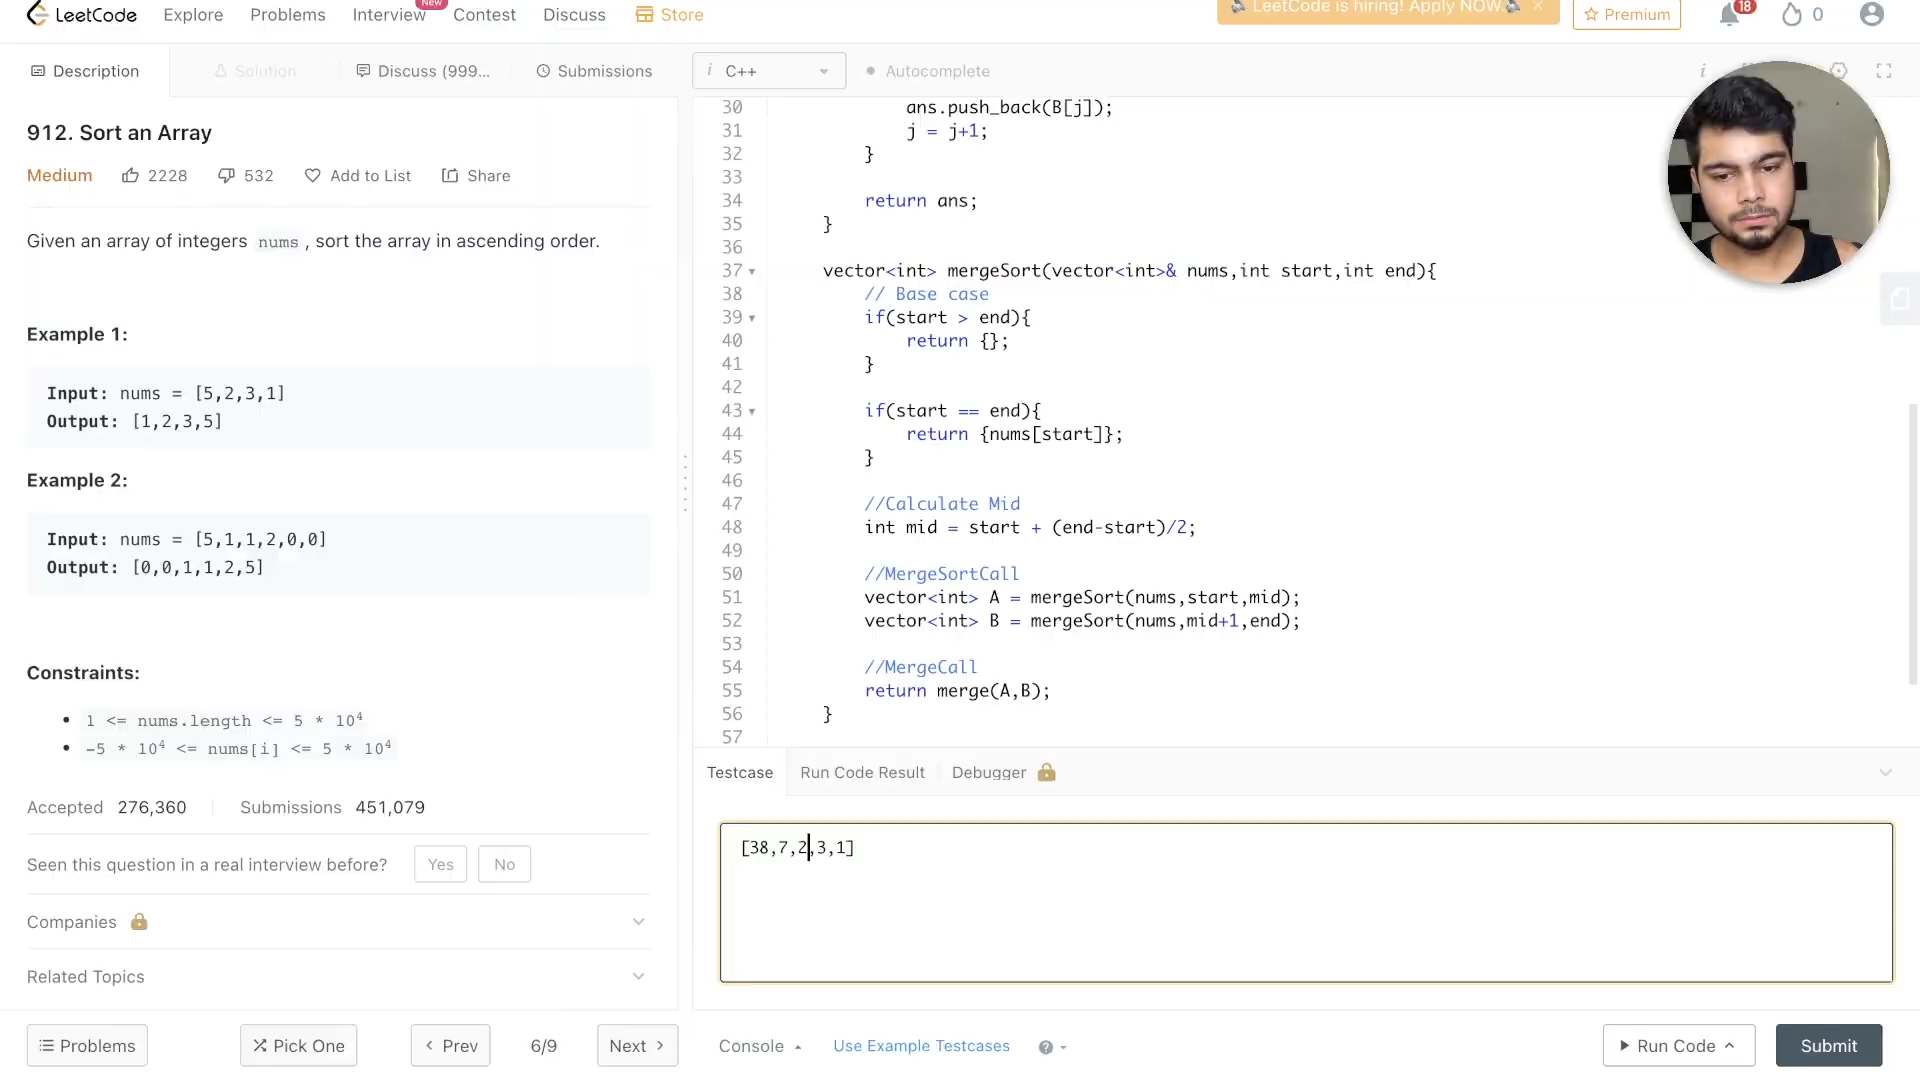 LeetCode Explore Problems Interview New Contest Discuss Store LeetCode is hiring! Apply NOW. × Premium 18 0
Description Solution Discuss (999... Submissions i C++ Autocomplete i
912. Sort an Array
Medium 2228 532 Add to List Share
Given an array of integers nums , sort the array in ascending order.
Example 1:
Input: nums = [5,2,3,1]
Output: [1,2,3,5]
Example 2:
Input: nums = [5,1,1,2,0,0]
Output: [0,0,1,1,2,5]
Constraints:
• 1 <= nums.length <= 5 * 10⁴
• -5 * 10⁴ <= nums[i] <= 5 * 10⁴
Accepted 276,360 Submissions 451,079
Seen this question in a real interview before? Yes No
Companies
Related Topics
Problems Pick One < Prev 6/9 Next >
30 ans.push_back(B[j]);
31 j = j+1;
32 }
33
34 return ans;
35 }
36
37 vector<int> mergeSort(vector<int>& nums,int start,int end){
38 // Base case
39 if(start > end){
40 return {};
41 }
42
43 if(start == end){
44 return {nums[start]};
45 }
46
47 //Calculate Mid
48 int mid = start + (end-start)/2;
49
50 //MergeSortCall
51 vector<int> A = mergeSort(nums,start,mid);
52 vector<int> B = mergeSort(nums,mid+1,end);
53
54 //MergeCall
55 return merge(A,B);
56 }
57
Testcase Run Code Result Debugger
[38,7,2,3,1]
Console Use Example Testcases ? Run Code Submit